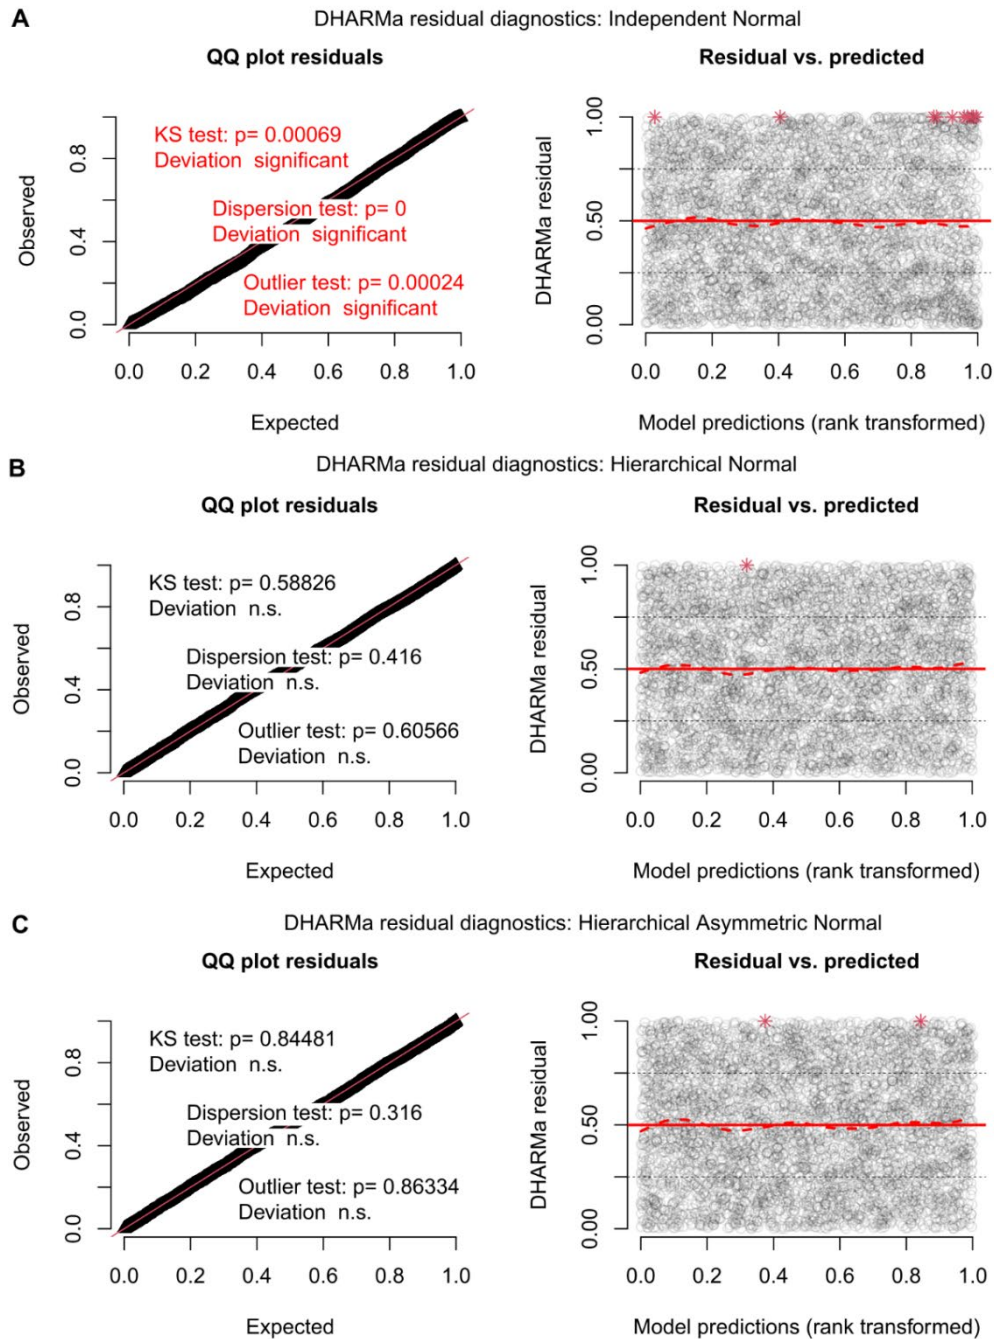 A
DHARMa residual diagnostics: Independent Normal
QQ plot residuals
KS test: p= 0.00069
Deviation significant
Dispersion test: p= 0
Deviation significant
Outlier test: p= 0.00024
Deviation significant
Observed
0.0
0.4
0.8
0.0 0.2 0.4 0.6 0.8 1.0
Expected
Residual vs. predicted
DHARMa residual
0.00
0.50
1.00
0.0 0.2 0.4 0.6 0.8 1.0
Model predictions (rank transformed)
B
DHARMa residual diagnostics: Hierarchical Normal
QQ plot residuals
KS test: p= 0.58826
Deviation n.s.
Dispersion test: p= 0.416
Deviation n.s.
Outlier test: p= 0.60566
Deviation n.s.
Observed
0.0
0.4
0.8
0.0 0.2 0.4 0.6 0.8 1.0
Expected
Residual vs. predicted
DHARMa residual
0.00
0.50
1.00
0.0 0.2 0.4 0.6 0.8 1.0
Model predictions (rank transformed)
C
DHARMa residual diagnostics: Hierarchical Asymmetric Normal
QQ plot residuals
KS test: p= 0.84481
Deviation n.s.
Dispersion test: p= 0.316
Deviation n.s.
Outlier test: p= 0.86334
Deviation n.s.
Observed
0.0
0.4
0.8
0.0 0.2 0.4 0.6 0.8 1.0
Expected
Residual vs. predicted
DHARMa residual
0.00
0.50
1.00
0.0 0.2 0.4 0.6 0.8 1.0
Model predictions (rank transformed)